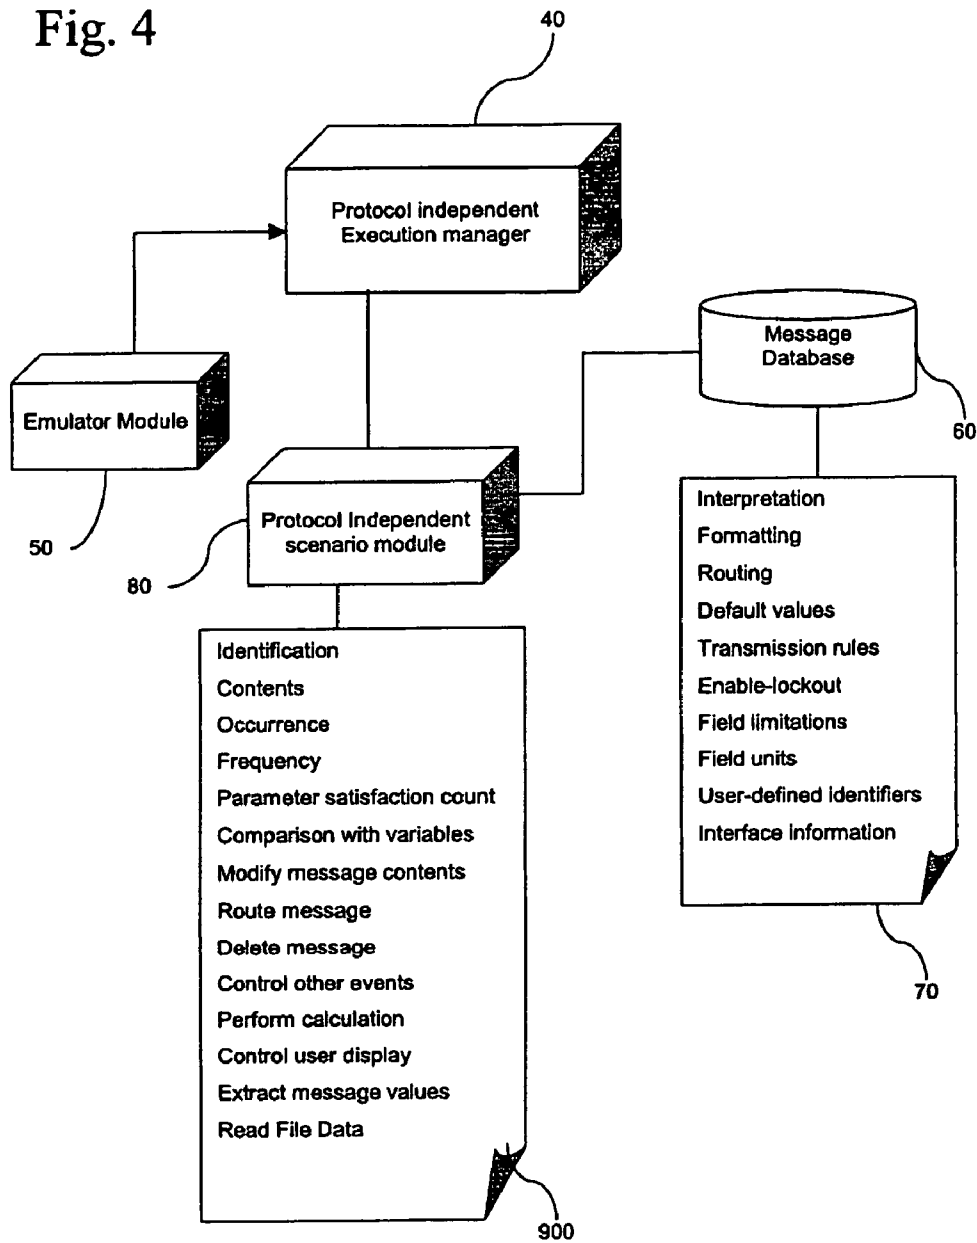 Fig. 4
40
Protocol independent
Execution manager
Message
Database
60
Emulator Module
50
Protocol Independent
scenario module
80
Interpretation
Formatting
Routing
Default values
Transmission rules
Enable-lockout
Field limitations
Field units
User-defined identifiers
Interface information
70
Identification
Contents
Occurrence
Frequency
Parameter satisfaction count
Comparison with variables
Modify message contents
Route message
Delete message
Control other events
Perform calculation
Control user display
Extract message values
Read File Data
900